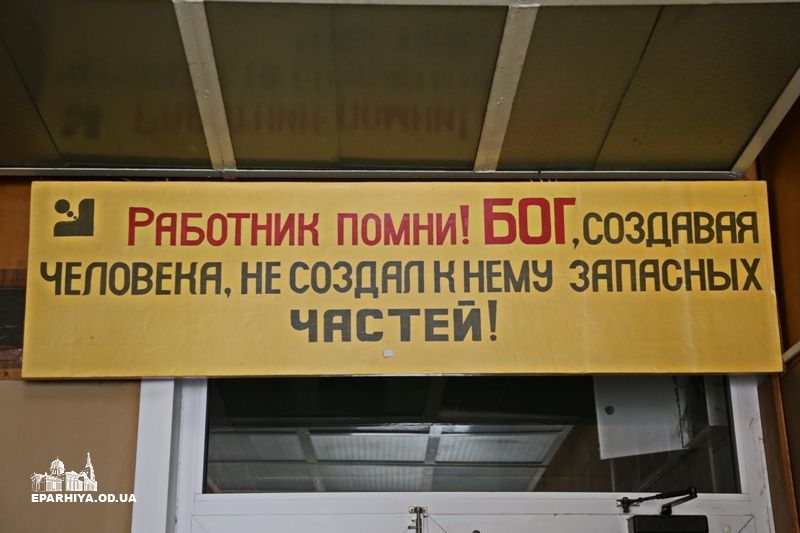 Работник помни! БОГ, создавая
человека, не создал к нему запасных
частей!
EPARHIYA.OD.UA